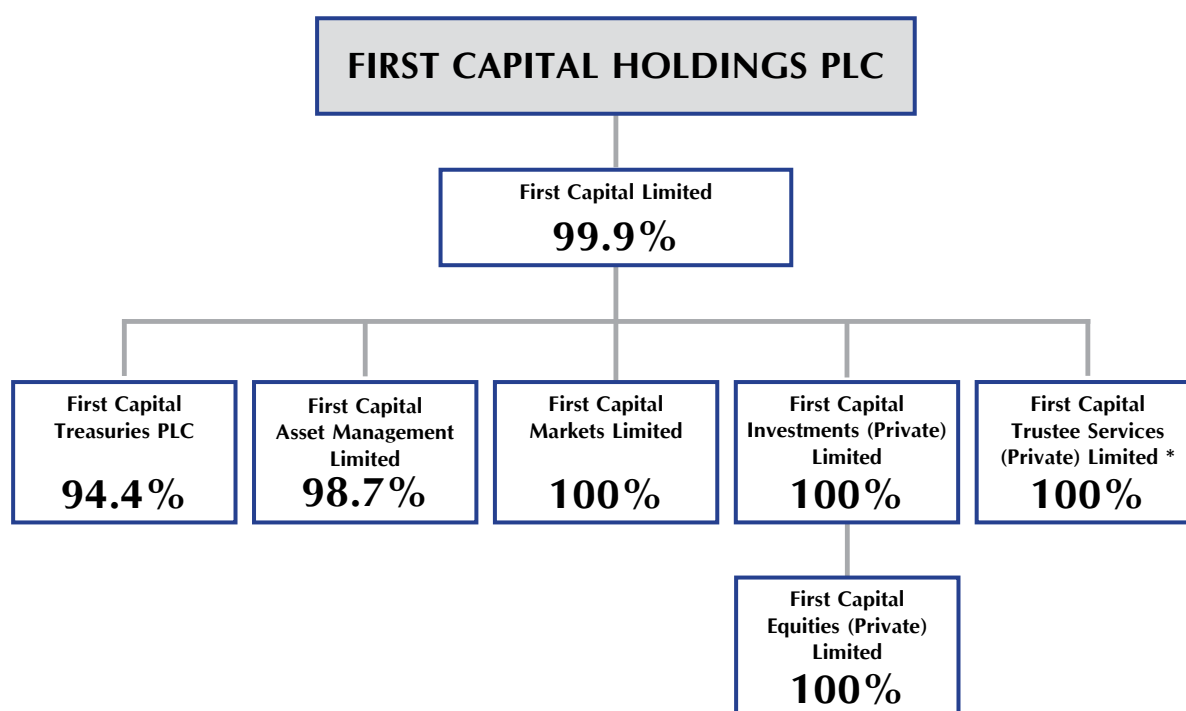 FIRST CAPITAL HOLDINGS PLC
First Capital Limited
99.9%
First Capital
Treasuries PLC
94.4%
First Capital
Asset Management
Limited
98.7%
First Capital
Markets Limited
100%
First Capital
Investments (Private)
Limited
100%
First Capital
Trustee Services
(Private) Limited *
100%
First Capital
Equities (Private)
Limited
100%